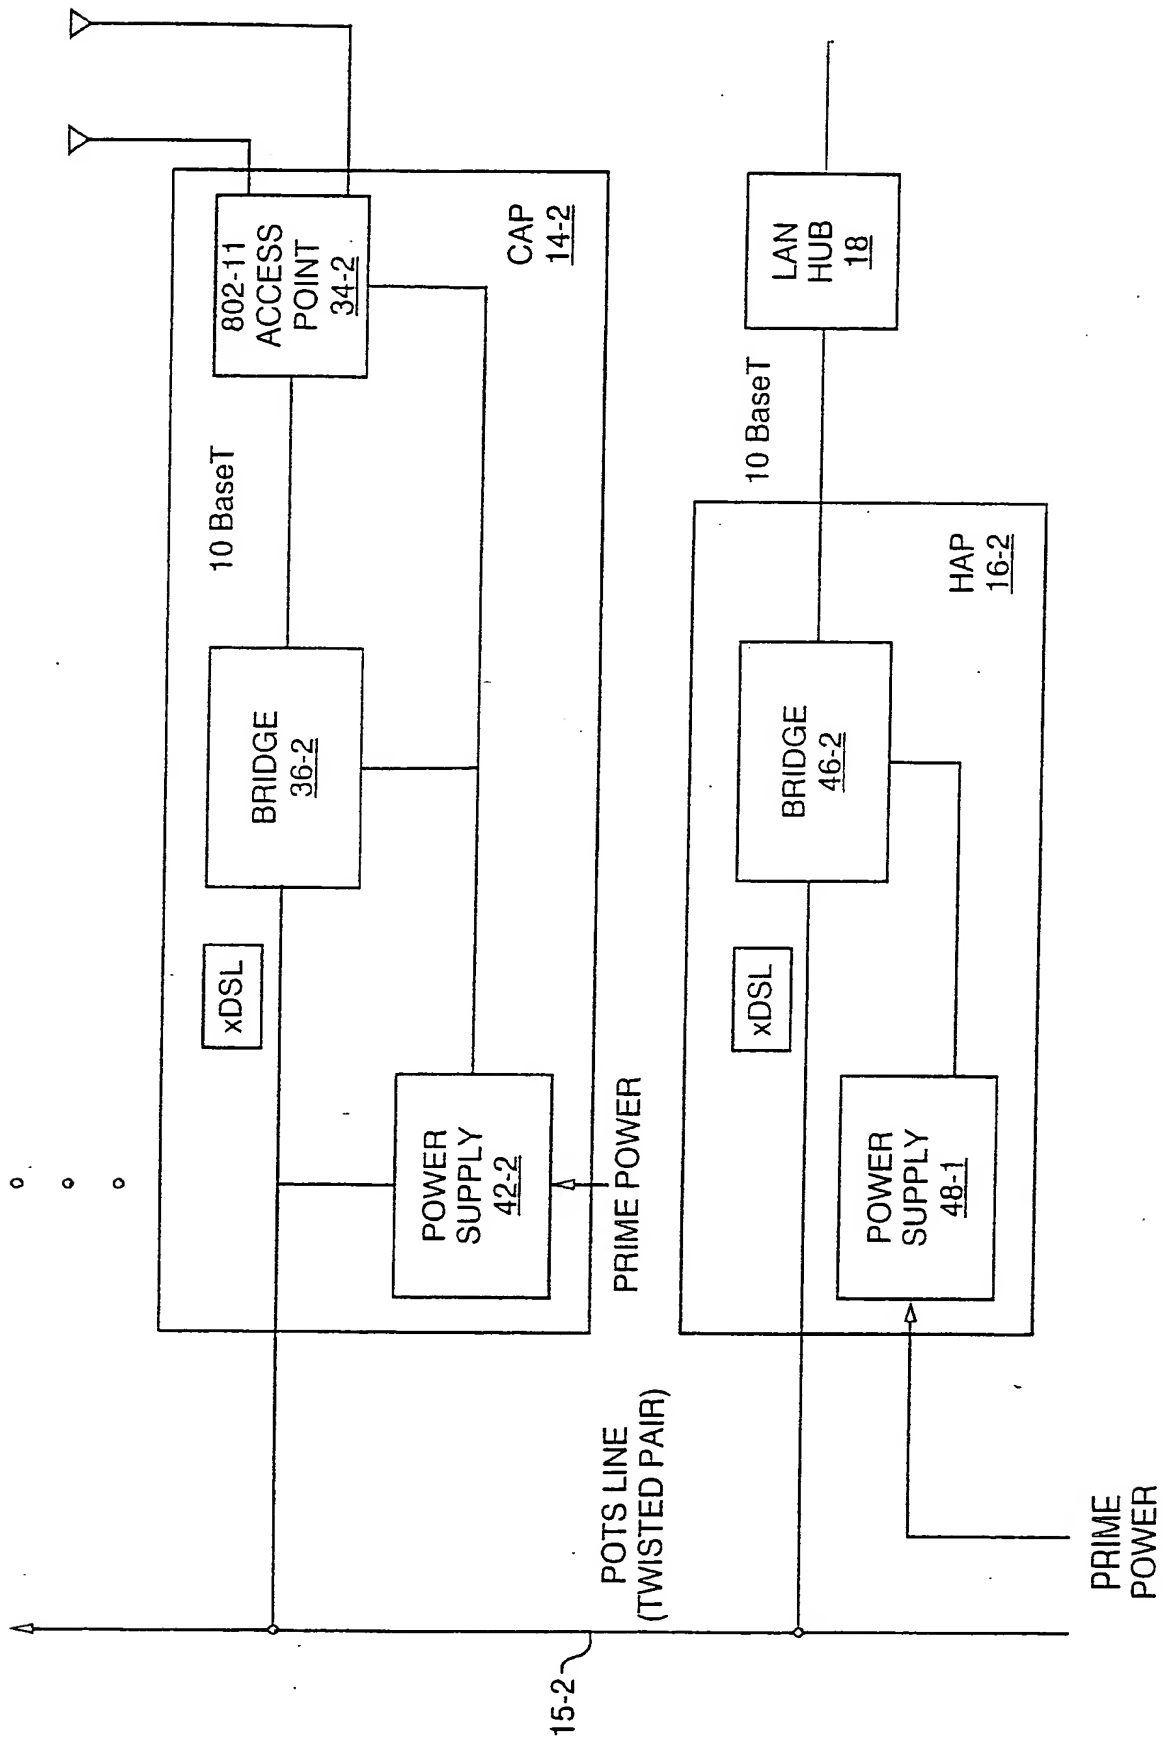 802-11
ACCESS
POINT
34-2
CAP
14-2
10 BaseT
BRIDGE
36-2
xDSL
POWER
SUPPLY
42-2
PRIME POWER
LAN
HUB
18
10 BaseT
HAP
16-2
BRIDGE
46-2
xDSL
POWER
SUPPLY
48-1
POTS LINE
(TWISTED PAIR)
15-2
PRIME
POWER